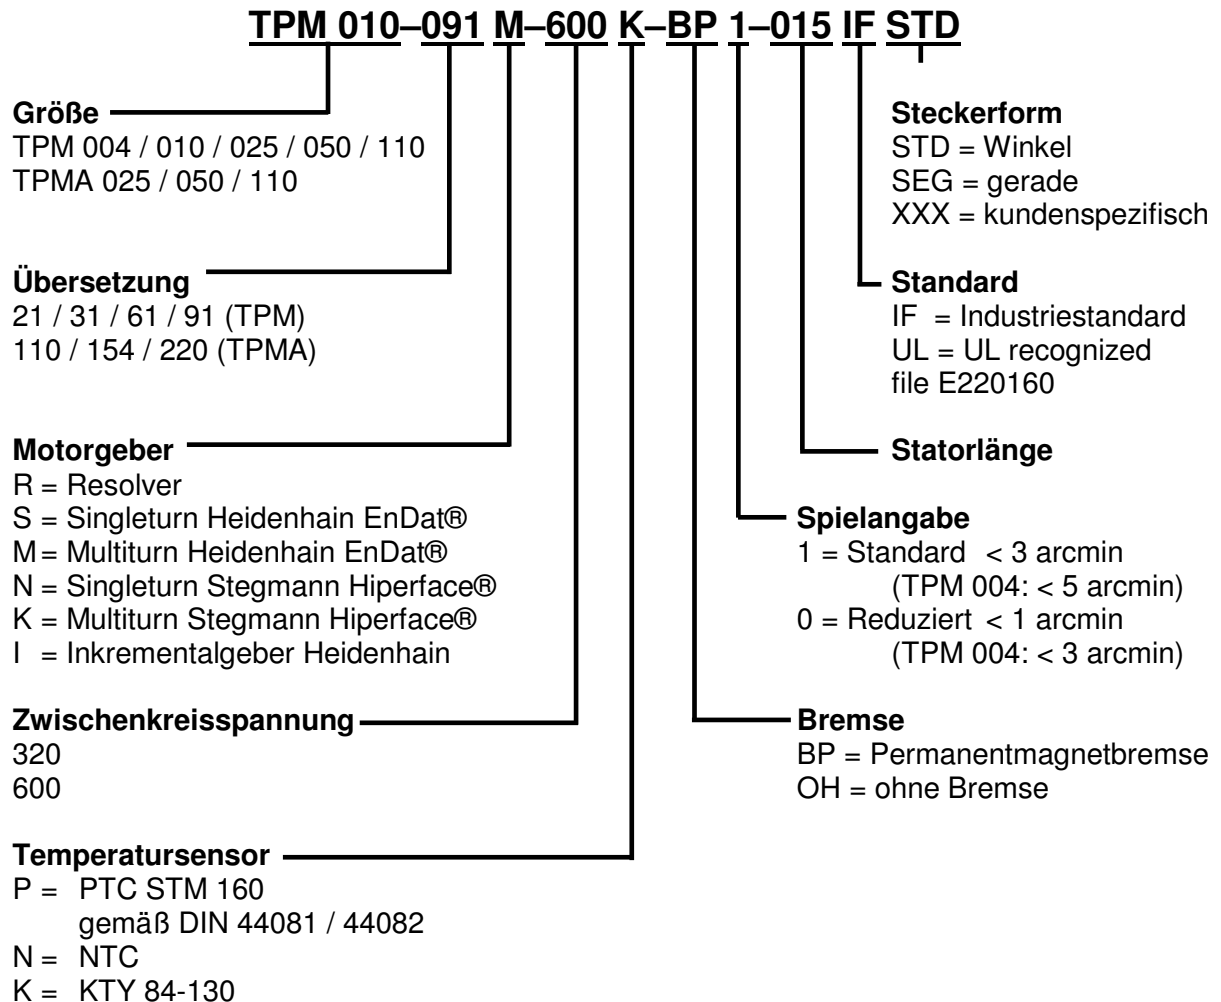 TPM 010–091 M–600 K–BP 1–015 IF STD
Größe
TPM 004 / 010 / 025 / 050 / 110
TPMA 025 / 050 / 110
Übersetzung
21 / 31 / 61 / 91 (TPM)
110 / 154 / 220 (TPMA)
Motorgeber
R = Resolver
S = Singleturn Heidenhain EnDat®
M = Multiturn Heidenhain EnDat®
N = Singleturn Stegmann Hiperface®
K = Multiturn Stegmann Hiperface®
I = Inkrementalgeber Heidenhain
Zwischenkreisspannung
320
600
Temperatursensor
P = PTC STM 160
gemäß DIN 44081 / 44082
N = NTC
K = KTY 84-130
Steckerform
STD = Winkel
SEG = gerade
XXX = kundenspezifisch
Standard
IF = Industriestandard
UL = UL recognized
file E220160
Statorlänge
Spielangabe
1 = Standard < 3 arcmin
(TPM 004: < 5 arcmin)
0 = Reduziert < 1 arcmin
(TPM 004: < 3 arcmin)
Bremse
BP = Permanentmagnetbremse
OH = ohne Bremse